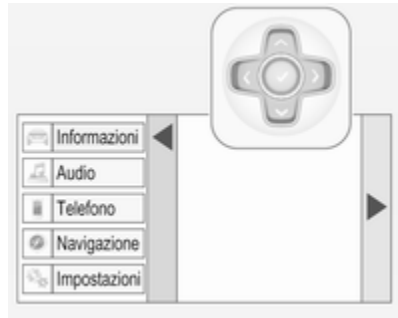 Informazioni
Audio
Telefono
Navigazione
Impostazioni